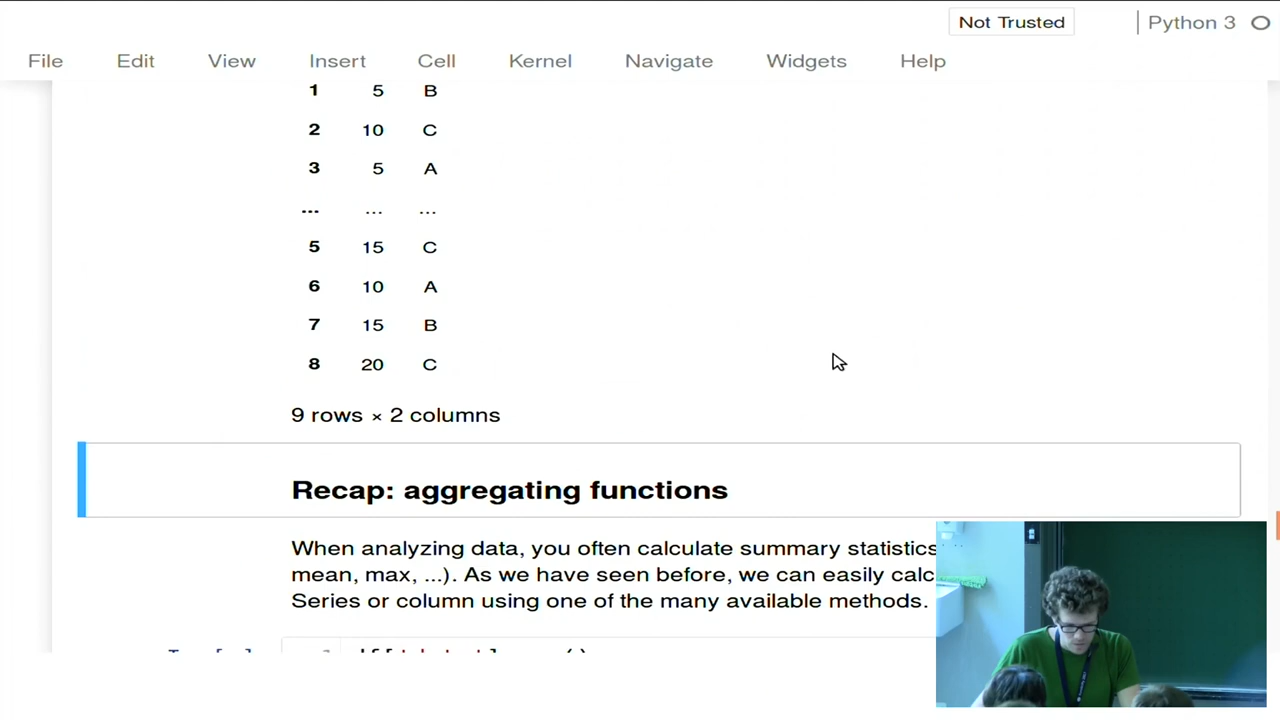 Not Trusted
Python 3
File Edit View Insert Cell Kernel Navigate Widgets Help
1 5 B
2 10 C
3 5 A
... ... ...
5 15 C
6 10 A
7 15 B
8 20 C
9 rows × 2 columns
Recap: aggregating functions
When analyzing data, you often calculate summary statistics
mean, max, ...). As we have seen before, we can easily calc
Series or column using one of the many available methods.